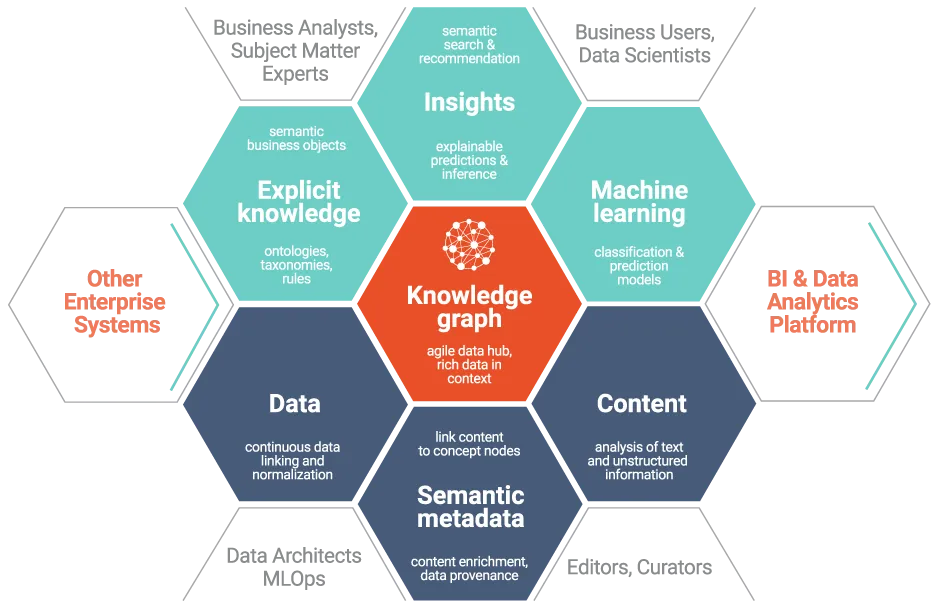 Business Analysts,
Subject Matter
Experts
semantic
search &
recommendation
Insights
explainable
predictions &
inference
Business Users,
Data Scientists
semantic
business objects
Explicit
knowledge
ontologies,
taxonomies,
rules
Machine
learning
classification &
prediction
models
Other
Enterprise
Systems
Knowledge
graph
agile data hub,
rich data in
context
BI & Data
Analytics
Platform
Data
continuous data
linking and
normalization
link content
to concept nodes
Semantic
metadata
content enrichment,
data provenance
Content
analysis of text
and unstructured
information
Data Architects
MLOps
Editors, Curators